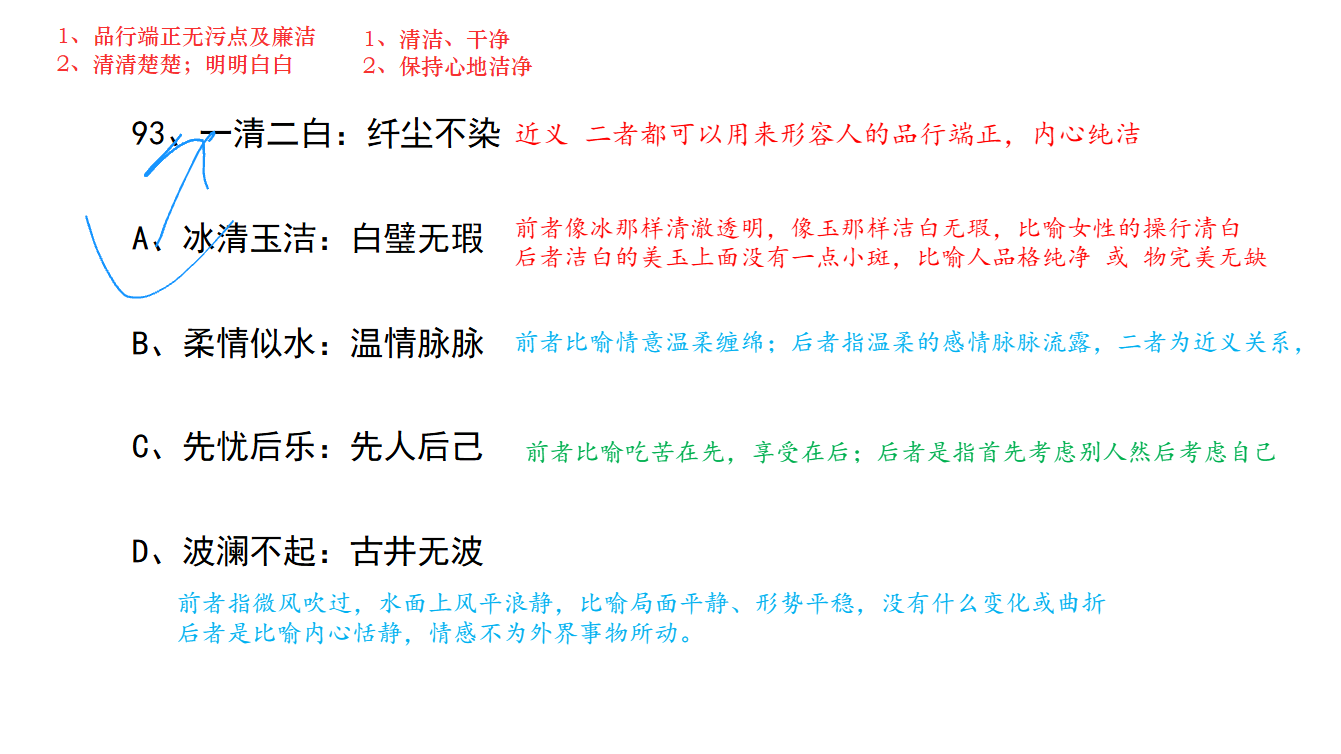 1、品行端正无污点及廉洁
2、清清楚楚；明明白白
1、清洁、干净
2、保持心地洁净
93、一清二白：纤尘不染 近义 二者都可以用来形容人的品行端正，内心纯洁
A、冰清玉洁：白璧无瑕
前者像冰那样清澈透明，像玉那样洁白无瑕，比喻女性的操行清白
后者洁白的美玉上面没有一点小斑，比喻人品格纯净 或 物完美无缺
B、柔情似水：温情脉脉 前者比喻情意温柔缠绵；后者指温柔的感情脉脉流露，二者为近义关系，
C、先忧后乐：先人后己 前者比喻吃苦在先，享受在后；后者是指首先考虑别人然后考虑自己
D、波澜不起：古井无波
前者指微风吹过，水面上风平浪静，比喻局面平静、形势平稳，没有什么变化或曲折
后者是比喻内心恬静，情感不为外界事物所动。